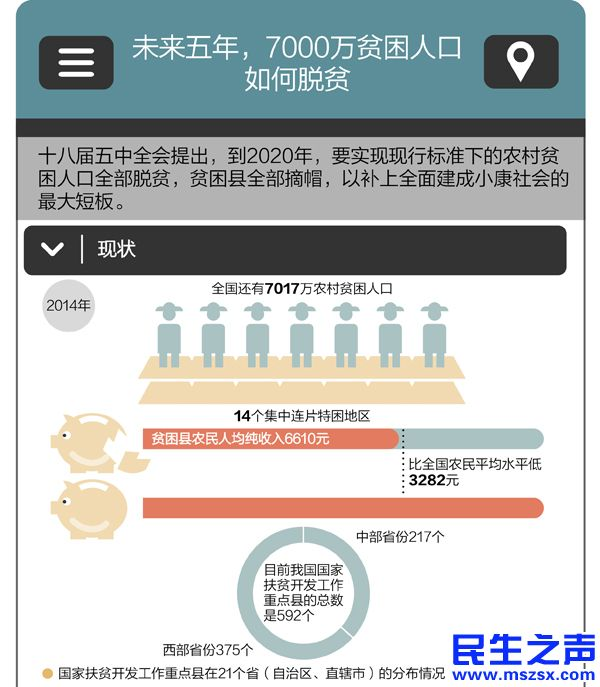 未来五年，7000万贫困人口
如何脱贫
十八届五中全会提出，到2020年，要实现现行标准下的农村贫
困人口全部脱贫，贫困县全部摘帽，以补上全面建成小康社会的
最大短板。
现状
2014年
全国还有7017万农村贫困人口
14个集中连片特困地区
贫困县农民人均纯收入6610元
比全国农民平均水平低
3282元
中部省份217个
目前我国国家
扶贫开发工作
重点县的总数
是592个
西部省份375个
国家扶贫开发工作重点县在21个省（自治区、直辖市）的分布情况
民生之声
www.mszsx.com